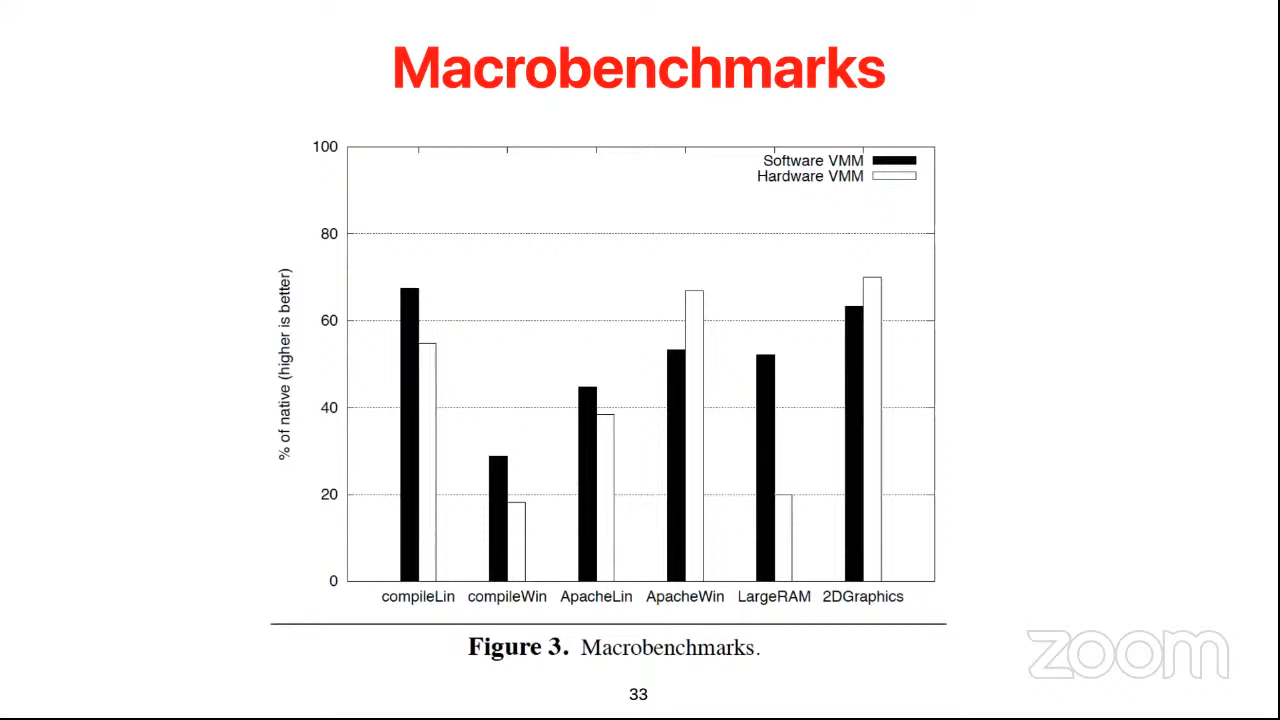 Macrobenchmarks
100
80
60
40
20
0
% of native (higher is better)
Software VMM
Hardware VMM
compileLin compileWin ApacheLin ApacheWin LargeRAM 2DGraphics
Figure 3. Macrobenchmarks.
zoom
33